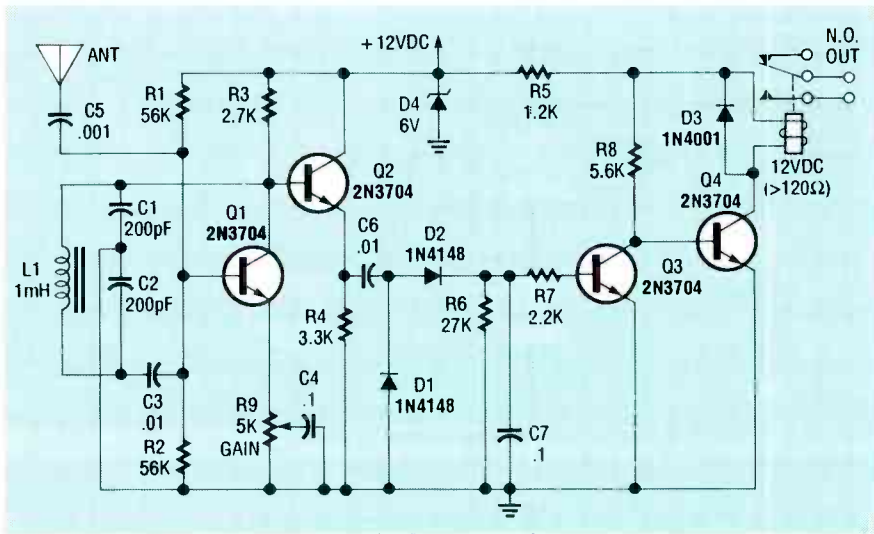 ANT
+12VDC
N.O.
OUT
C5
.001
R1
56K
R3
2.7K
D4
6V
R5
1.2K
D3
1N4001
R8
5.6K
12VDC
(>120Ω)
Q2
2N3704
Q4
2N3704
C1
200pF
Q1
2N3704
C6
.01
D2
1N4148
L1
1mH
C2
200pF
R4
3.3K
R6
27K
R7
2.2K
Q3
2N3704
C3
.01
R9
5K
GAIN
C4
.1
D1
1N4148
C7
.1
R2
56K